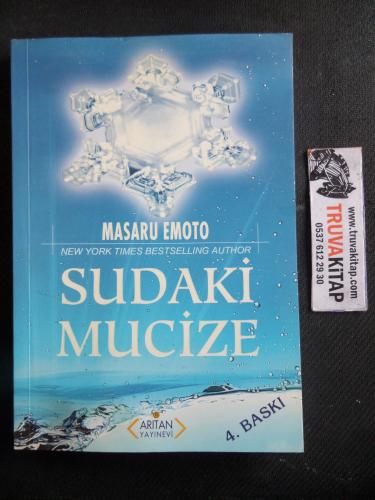 MASARU EMOTO
NEW YORK TIMES BESTSELLING AUTHOR
SUDAKİ
MUCİZE
4. BASKI
ARITAN
YAYINEVİ
TRUVAKİTAP
www.truvakitap.com
0537 612 29 30